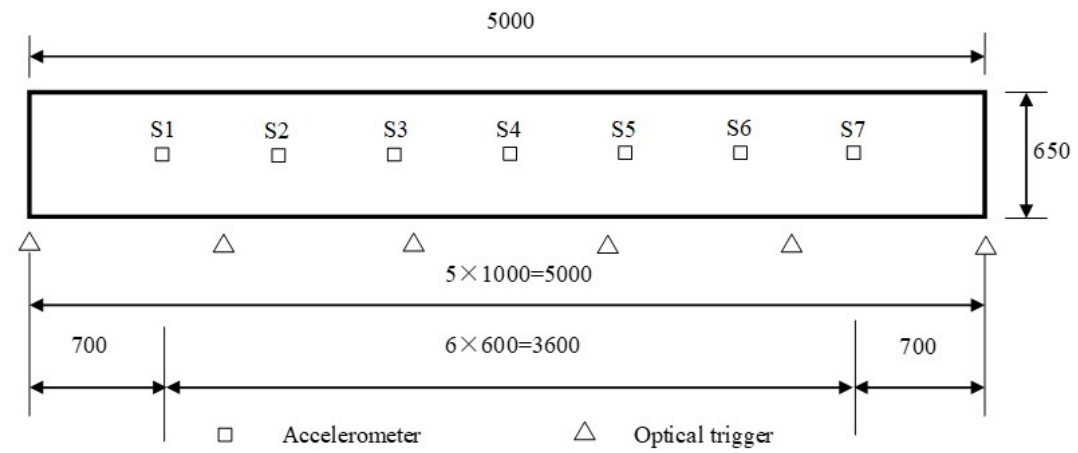 5000
S1 S2 S3 S4 S5 S6 S7
650
5×1000=5000
700 6×600=3600 700
Accelerometer Optical trigger